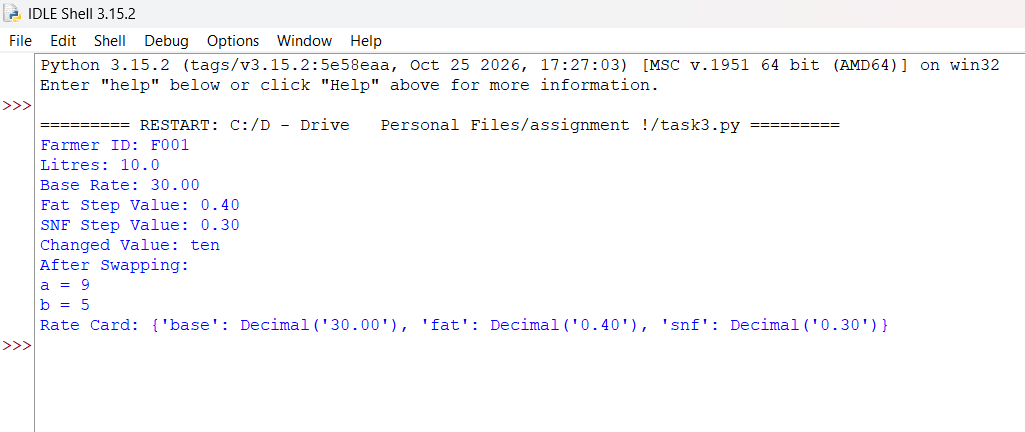 IDLE Shell 3.15.2
File Edit Shell Debug Options Window Help
Python 3.15.2 (tags/v3.15.2:5e58eaa, Oct 25 2026, 17:27:03) [MSC v.1951 64 bit (AMD64)] on win32
Enter "help" below or click "Help" above for more information.
>>>
========= RESTART: C:/D - Drive   Personal Files/assignment !/task3.py =========
Farmer ID: F001
Litres: 10.0
Base Rate: 30.00
Fat Step Value: 0.40
SNF Step Value: 0.30
Changed Value: ten
After Swapping:
a = 9
b = 5
Rate Card: {'base': Decimal('30.00'), 'fat': Decimal('0.40'), 'snf': Decimal('0.30')}
>>>